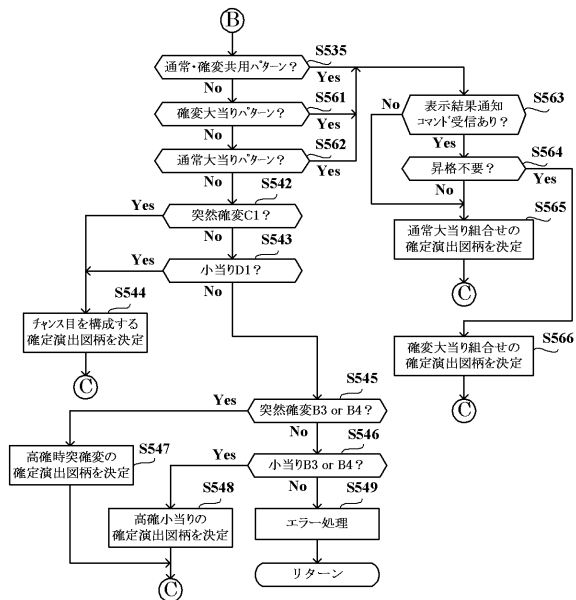 B
S535
通常・確変共用パターン？
Yes
No
S561
確変大当りパターン？
Yes
No
S562
通常大当りパターン？
Yes
No
S563
表示結果通知
コマンド受信あり？
No
Yes
S564
昇格不要？
Yes
No
S565
通常大当り組合せの
確定演出図柄を決定
C
S566
確変大当り組合せの
確定演出図柄を決定
C
S542
突然確変C1？
Yes
No
S543
小当りD1？
Yes
No
S544
チャンス目を構成する
確定演出図柄を決定
C
S545
突然確変B3 or B4？
Yes
No
S546
小当りB3 or B4？
Yes
No
S547
高確時突確変の
確定演出図柄を決定
S548
高確小当りの
確定演出図柄を決定
C
S549
エラー処理
リターン